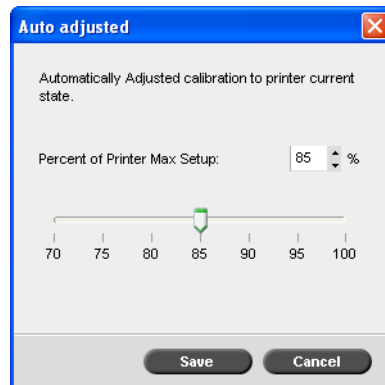 Auto adjusted
Automatically Adjusted calibration to printer current
state.
Percent of Printer Max Setup: 85 %
70 75 80 85 90 95 100
Save Cancel